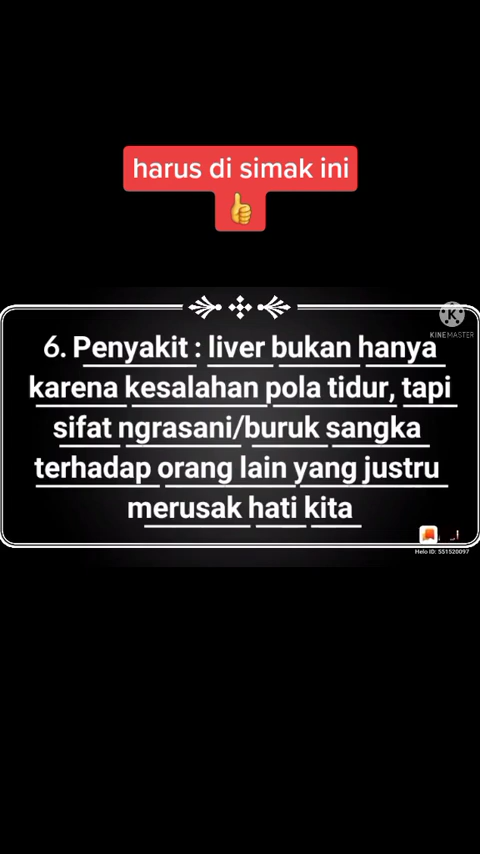 harus di simak ini
👍
KINEMASTER
6. Penyakit : liver bukan hanya
karena kesalahan pola tidur, tapi
sifat ngrasani/buruk sangka
terhadap orang lain yang justru
merusak hati kita
Helo ID: 551520097